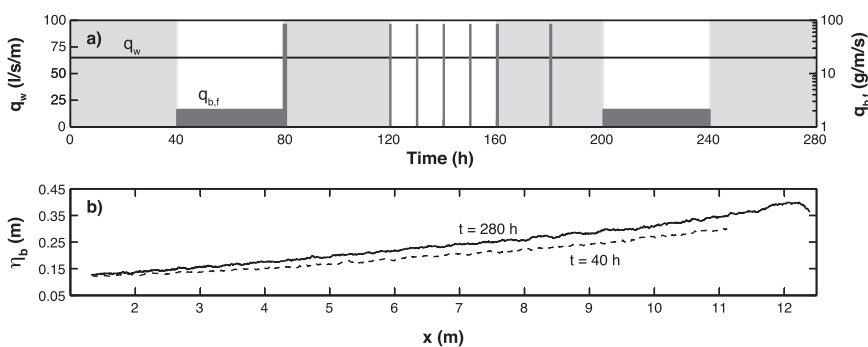 a)
q_w
q_b,f
q_w (l/s/m)
100
75
50
25
0
q_b,f (g/m/s)
100
10
1
0 40 80 120 160 200 240 280
Time (h)
b)
η_b (m)
0.45
0.35
0.25
0.15
0.05
t = 280 h
t = 40 h
2 3 4 5 6 7 8 9 10 11 12
x (m)